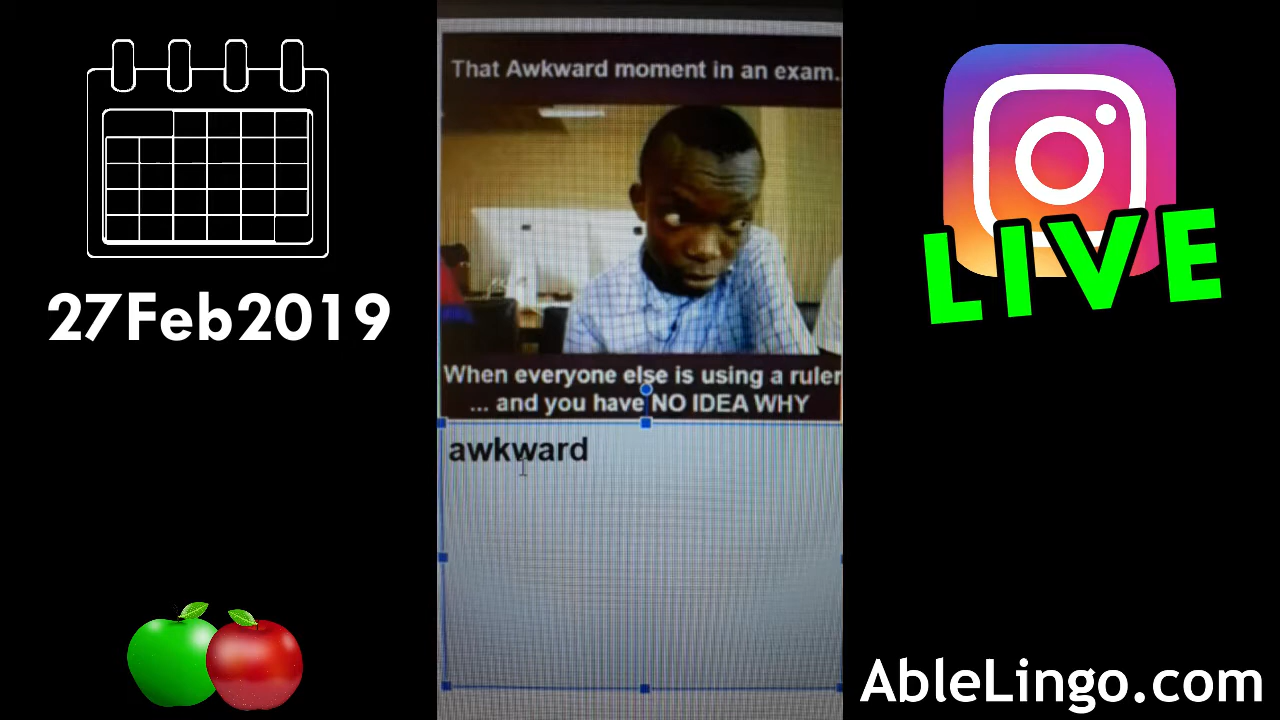 27Feb2019
That Awkward moment in an exam..
When everyone else is using a ruler
... and you have NO IDEA WHY
awkward
LIVE
AbleLingo.com